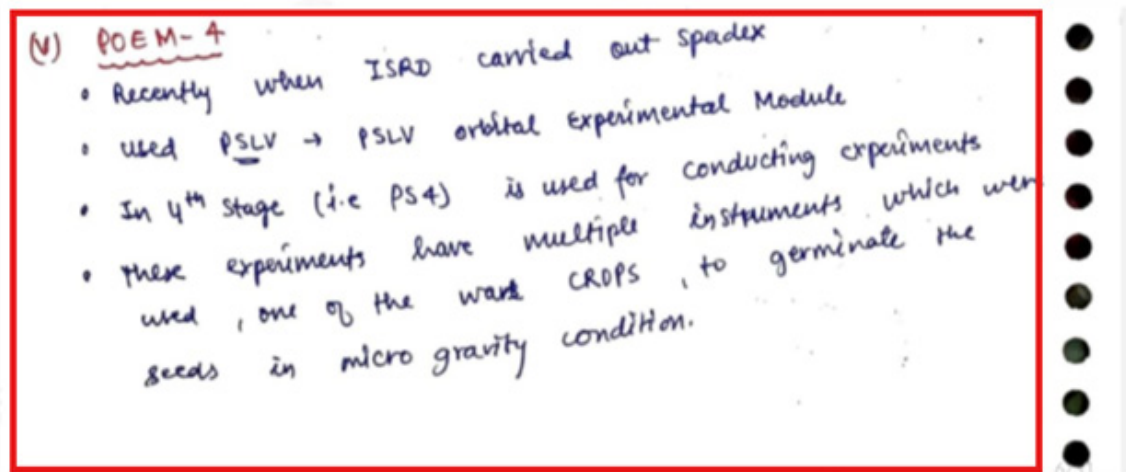 (V) POEM-4
• Recently when ISRO carried out Spadex
• used PSLV → PSLV orbital Experimental Module
• In 4th stage (i.e PS4) is used for conducting experiments
• These experiments have multiple instruments which wer
used, one of the was CROPS, to germinate the
seeds in micro gravity condition.